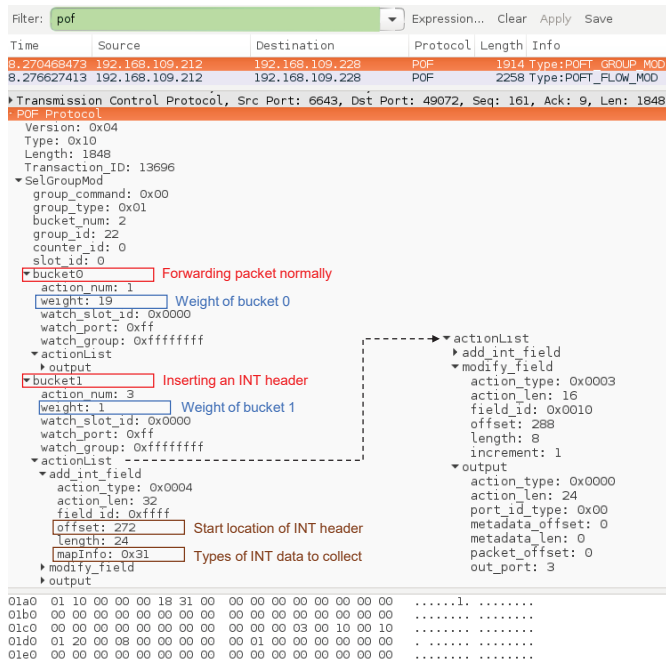 Filter: pof Expression... Clear Apply Save
Time Source Destination Protocol Length Info
8.270468473 192.168.109.212 192.168.109.228 POF 1914 Type:POFT_GROUP_MOD
8.276627413 192.168.109.212 192.168.109.228 POF 2258 Type:POFT_FLOW_MOD
Transmission Control Protocol, Src Port: 6643, Dst Port: 49072, Seq: 161, Ack: 9, Len: 1848
POF Protocol
Version: 0x04
Type: 0x10
Length: 1848
Transaction_ID: 13696
SelGroupMod
group_command: 0x00
group_type: 0x01
bucket_num: 2
group_id: 22
counter_id: 0
slot_id: 0
bucket0 Forwarding packet normally
action_num: 1
weight: 19 Weight of bucket 0
watch_slot_id: 0x0000
watch_port: 0xff
watch_group: 0xffffffff
actionList
output
bucket1 Inserting an INT header
action_num: 3
weight: 1 Weight of bucket 1
watch_slot_id: 0x0000
watch_port: 0xff
watch_group: 0xffffffff
actionList
add_int_field
action_type: 0x0004
action_len: 32
field_id: 0xffff
offset: 272 Start location of INT header
length: 24
mapInfo: 0x31 Types of INT data to collect
modify_field
output
actionList
add_int_field
modify_field
action_type: 0x0003
action_len: 16
field_id: 0x0010
offset: 288
length: 8
increment: 1
output
action_type: 0x0000
action_len: 24
port_id_type: 0x00
metadata_offset: 0
metadata_len: 0
packet_offset: 0
out_port: 3
01a0 01 10 00 00 00 18 31 00 00 00 00 00 00 00 00 00 ......1. ........
01b0 00 00 00 00 00 00 00 00 00 00 00 00 00 00 00 00 ........ ........
01c0 00 00 00 00 00 00 00 00 00 00 00 00 03 00 10 00 10 ........ ........
01d0 01 20 00 08 00 00 00 00 00 01 00 00 00 00 00 00 . ...... ........
01e0 00 00 00 00 00 00 00 00 00 00 00 00 00 00 00 00 ........ ........